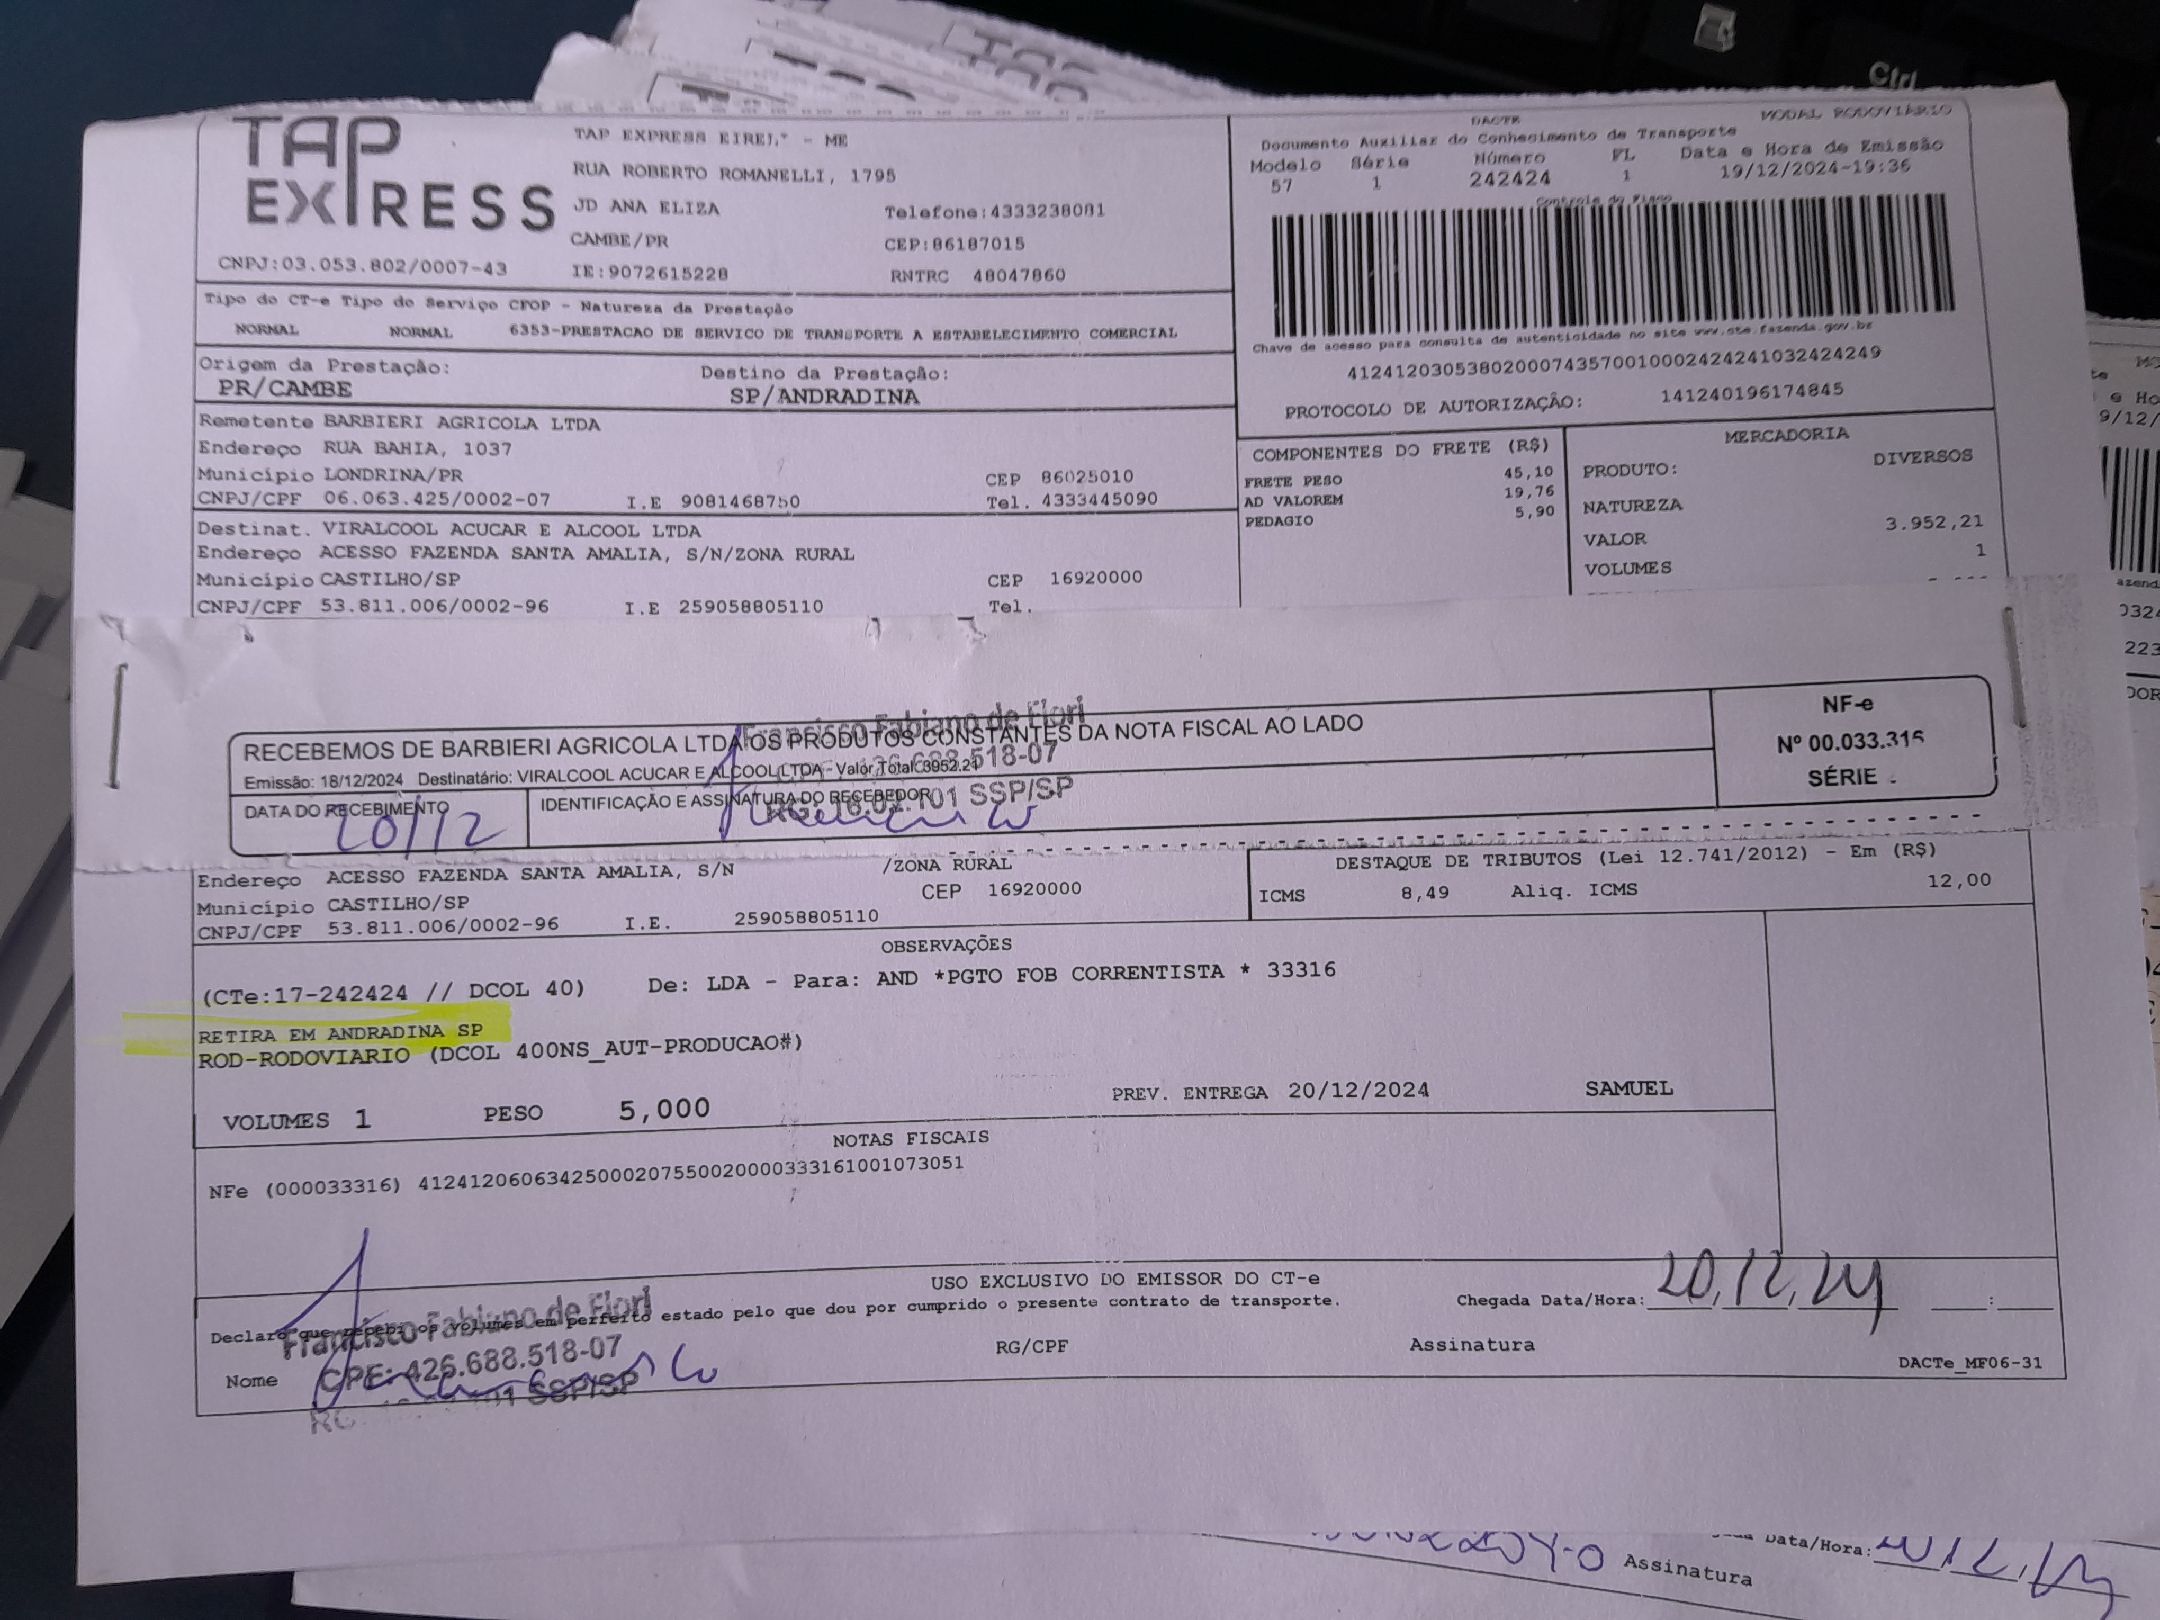 TAP EXPRESS
TAP EXPRESS EIREL" - ME
RUA ROBERTO ROMANELLI, 1795
JD ANA ELIZA Telefone:4333238081
CAMBE/PR CEP:86187015
CNPJ:03.053.802/0007-43 IE:9072615228 RNTRC 48047860
DACTE MODAL RODOVIÁRIO
Documento Auxiliar do Conhecimento de Transporte
Modelo Série Número FL Data e Hora de Emissão
57 1 242424 1 19/12/2024-19:36
Controle do Fisco
Chave de acesso para consulta de autenticidade no site www.cte.fazenda.gov.br
41241203053802000743570010002424241032424249
PROTOCOLO DE AUTORIZAÇÃO: 141240196174845
Tipo do CT-e Tipo do Serviço CFOP - Natureza da Prestação
NORMAL NORMAL 6353-PRESTACAO DE SERVICO DE TRANSPORTE A ESTABELECIMENTO COMERCIAL
Origem da Prestação: Destino da Prestação:
PR/CAMBE SP/ANDRADINA
Remetente BARBIERI AGRICOLA LTDA
Endereço RUA BAHIA, 1037
Município LONDRINA/PR CEP 86025010
CNPJ/CPF 06.063.425/0002-07 I.E 9081468750 Tel. 4333445090
Destinat. VIRALCOOL ACUCAR E ALCOOL LTDA
Endereço ACESSO FAZENDA SANTA AMALIA, S/N/ZONA RURAL
Município CASTILHO/SP CEP 16920000
CNPJ/CPF 53.811.006/0002-96 I.E 259058805110 Tel.
COMPONENTES DO FRETE (R$)
FRETE PESO 45,10
AD VALOREM 19,76
PEDAGIO 5,90
MERCADORIA
PRODUTO: DIVERSOS
NATUREZA
VALOR 3.952,21
VOLUMES 1
RECEBEMOS DE BARBIERI AGRICOLA LTDA OS PRODUTOS CONSTANTES DA NOTA FISCAL AO LADO
Emissão: 18/12/2024 Destinatário: VIRALCOOL ACUCAR E ALCOOL LTDA - Valor Total: 3952.21
DATA DO RECEBIMENTO IDENTIFICAÇÃO E ASSINATURA DO RECEBEDOR
20/12
Francisco Fabiano de Fiori
NF-e
Nº 00.033.316
SÉRIE
Endereço ACESSO FAZENDA SANTA AMALIA, S/N /ZONA RURAL
Município CASTILHO/SP CEP 16920000
CNPJ/CPF 53.811.006/0002-96 I.E. 259058805110
DESTAQUE DE TRIBUTOS (Lei 12.741/2012) - Em (R$)
ICMS 8,49 Aliq. ICMS 12,00
OBSERVAÇÕES
(CTe:17-242424 // DCOL 40) De: LDA - Para: AND *PGTO FOB CORRENTISTA * 33316
RETIRA EM ANDRADINA SP
ROD-RODOVIARIO (DCOL 400NS_AUT-PRODUCAO#)
VOLUMES 1 PESO 5,000 PREV. ENTREGA 20/12/2024 SAMUEL
NOTAS FISCAIS
NFe (000033316) 41241206063425000207550020000333161001073051
USO EXCLUSIVO DO EMISSOR DO CT-e
Declaro que recebi os volumes em perfeito estado pelo que dou por cumprido o presente contrato de transporte.
Chegada Data/Hora: 20,12,24 :
Francisco Fabiano de Fiori
CPF: 426.688.518-07
Nome RG/CPF Assinatura
DACTe_MF06-31
Data/Hora:
Assinatura
Ctrl